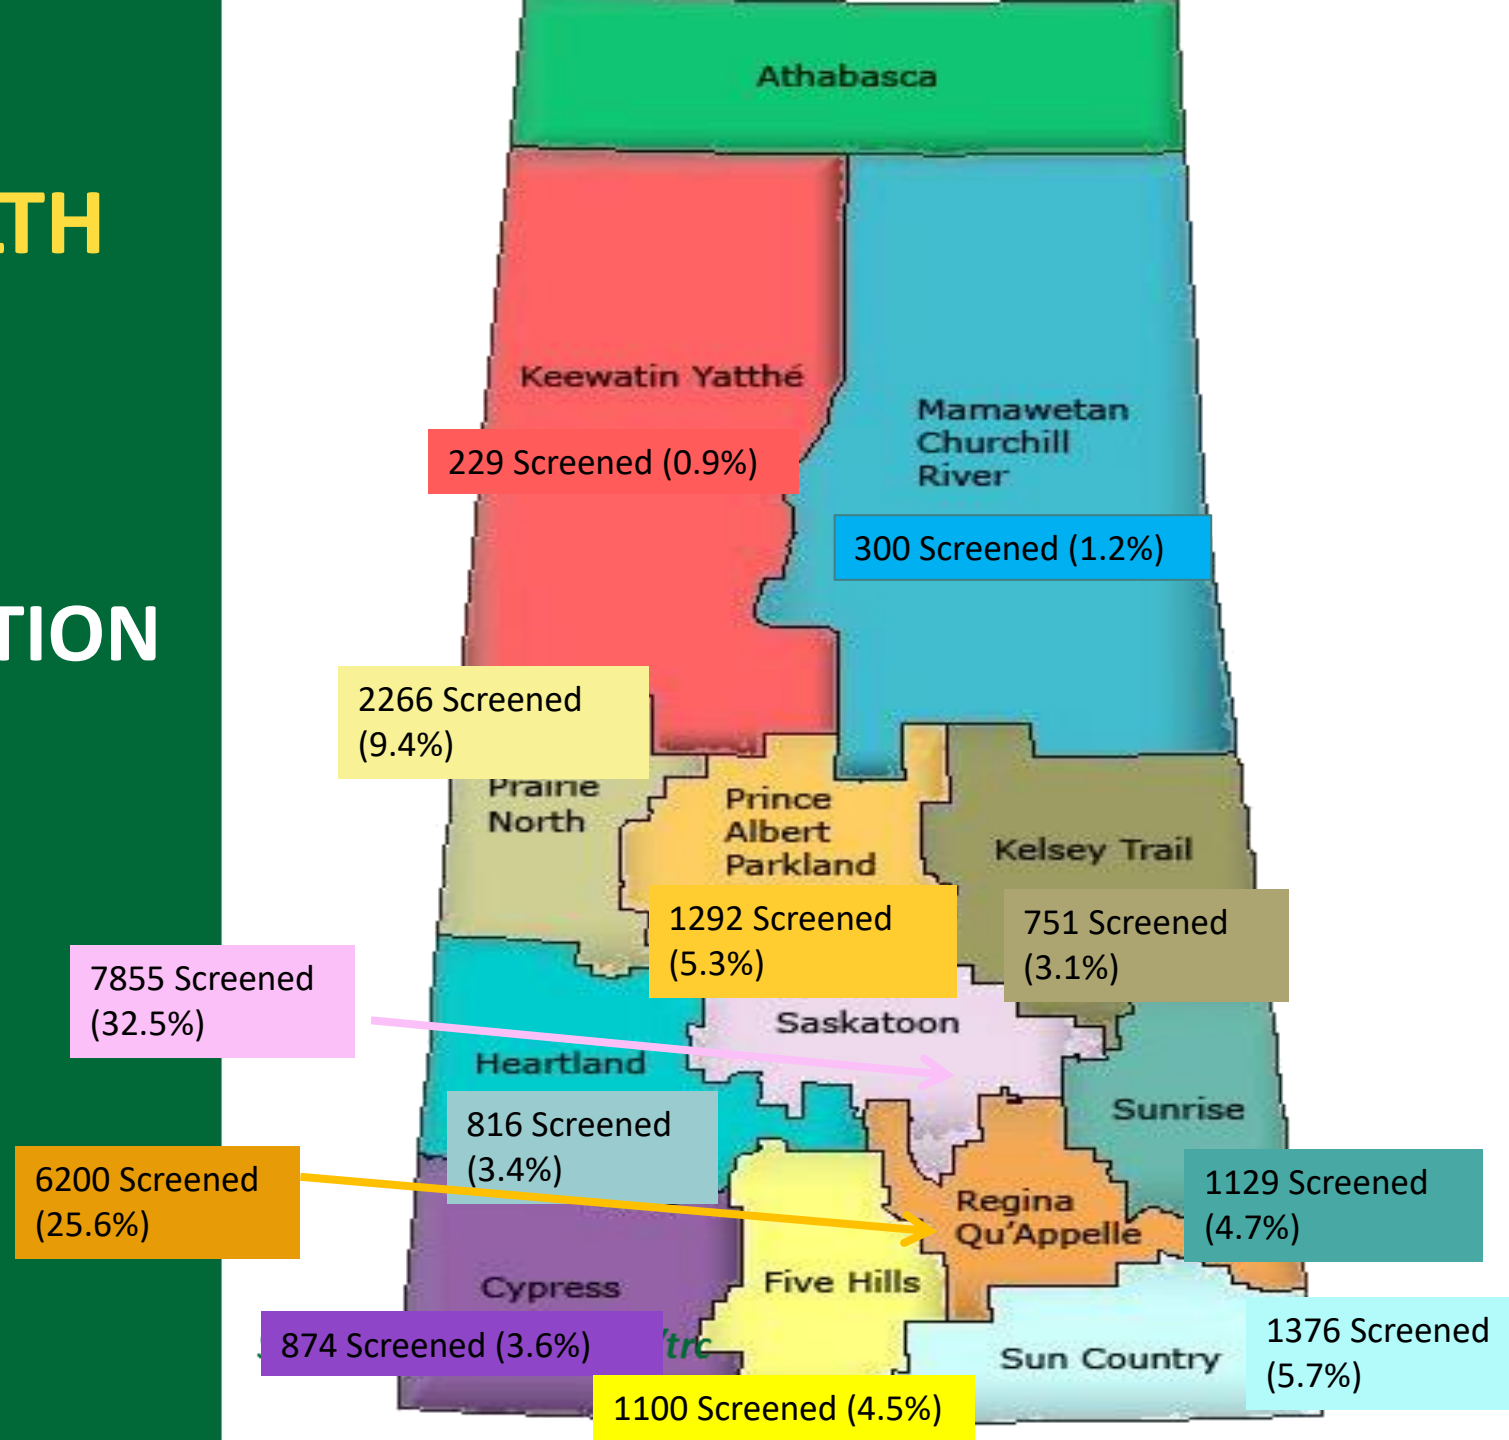 LTH
TION
Athabasca
Keewatin Yatthé
229 Screened (0.9%)
Mamawetan
Churchill
River
300 Screened (1.2%)
2266 Screened
(9.4%)
Prairie
North
Prince
Albert
Parkland
1292 Screened
(5.3%)
Kelsey Trail
751 Screened
(3.1%)
7855 Screened
(32.5%)
Saskatoon
Heartland
816 Screened
(3.4%)
Sunrise
1129 Screened
(4.7%)
6200 Screened
(25.6%)
Regina
Qu'Appelle
Cypress
874 Screened (3.6%)
/trc
Five Hills
1100 Screened (4.5%)
Sun Country
1376 Screened
(5.7%)